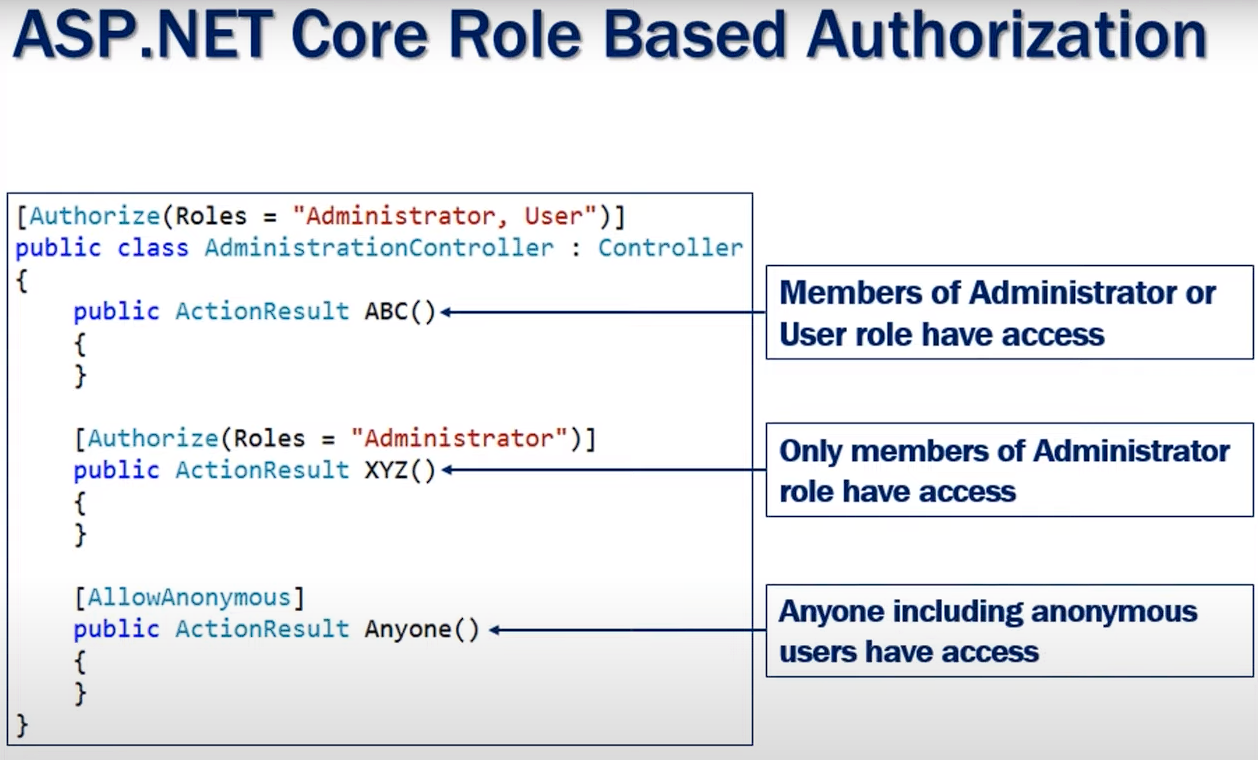 ASP.NET Core Role Based Authorization
[Authorize(Roles = "Administrator, User")]
public class AdministrationController : Controller
{
public ActionResult ABC()
{
}
[Authorize(Roles = "Administrator")]
public ActionResult XYZ()
{
}
[AllowAnonymous]
public ActionResult Anyone()
{
}
}
Members of Administrator or
User role have access
Only members of Administrator
role have access
Anyone including anonymous
users have access